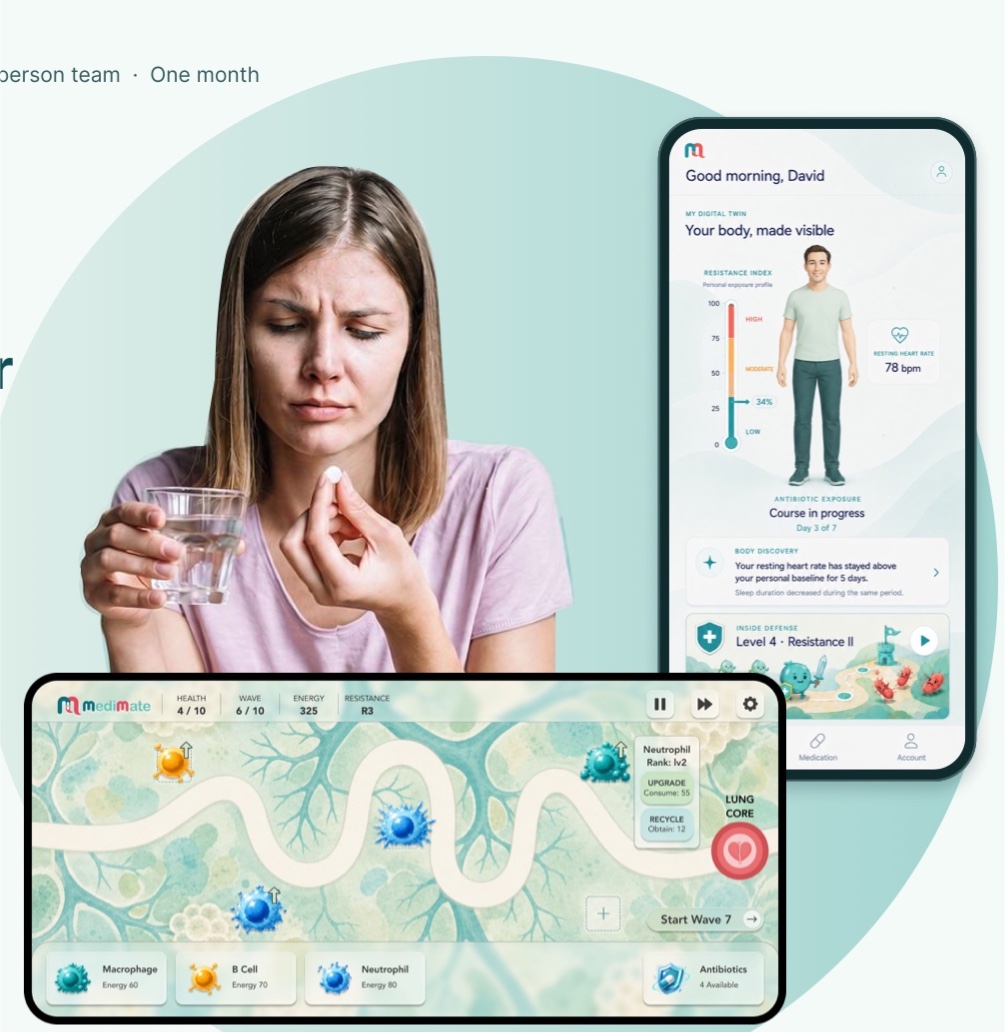 person team · One month
r
m
Good morning, David
MY DIGITAL TWIN
Your body, made visible
RESISTANCE INDEX
Personal exposure profile
100
HIGH
75
MODERATE
50
34%
25
LOW
0
RESTING HEART RATE
78 bpm
ANTIBIOTIC EXPOSURE
Course in progress
Day 3 of 7
BODY DISCOVERY
Your resting heart rate has stayed above
your personal baseline for 5 days.
Sleep duration decreased during the same period.
INSIDE DEFENSE
Level 4 · Resistance II
Medication
Account
m mediMate
HEALTH
4 / 10
WAVE
6 / 10
ENERGY
325
RESISTANCE
R3
Neutrophil
Rank: lv2
UPGRADE
Consume: 55
RECYCLE
Obtain: 12
LUNG
CORE
Start Wave 7 →
Macrophage
Energy 60
B Cell
Energy 70
Neutrophil
Energy 80
Antibiotics
4 Available